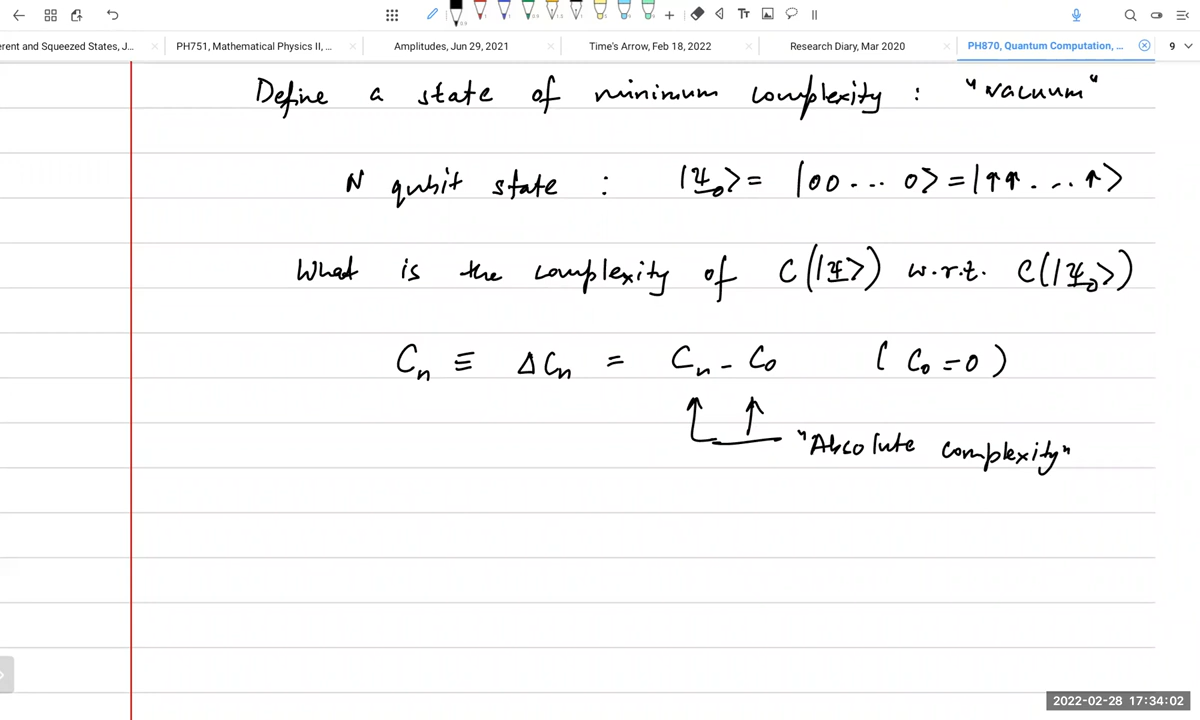 erent and Squeezed States, J...
PH751, Mathematical Physics II, ...
Amplitudes, Jun 29, 2021
Time's Arrow, Feb 18, 2022
Research Diary, Mar 2020
PH870, Quantum Computation, ...
9
Define a state of minimum complexity : "vacuum"
N qubit state : |Ψ₀> = |00 ... 0> = |↑↑ ... ↑>
What is the complexity of C(|Ψ>) w.r.t. C(|Ψ₀>)
Cₙ ≡ ΔCₙ = Cₙ - C₀ ( C₀ = 0 )
"Absolute complexity"
2022-02-28 17:34:02